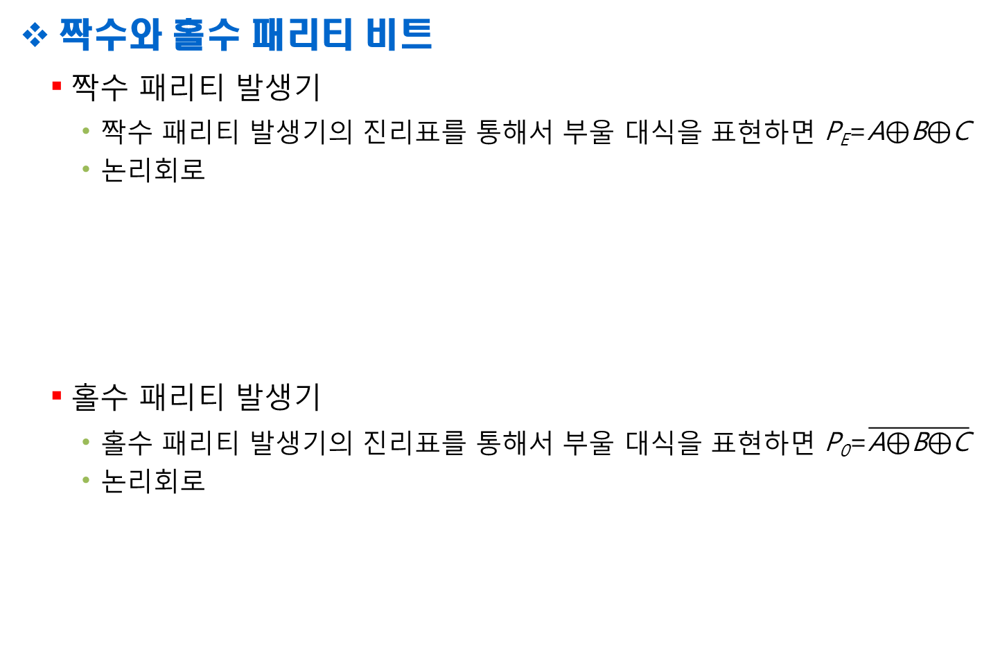 ❖ 짝수와 홀수 패리티 비트
▪ 짝수 패리티 발생기
• 짝수 패리티 발생기의 진리표를 통해서 부울 대식을 표현하면 P_E=A⊕B⊕C
• 논리회로
▪ 홀수 패리티 발생기
• 홀수 패리티 발생기의 진리표를 통해서 부울 대식을 표현하면 P_0=\overline{A⊕B⊕C}
• 논리회로